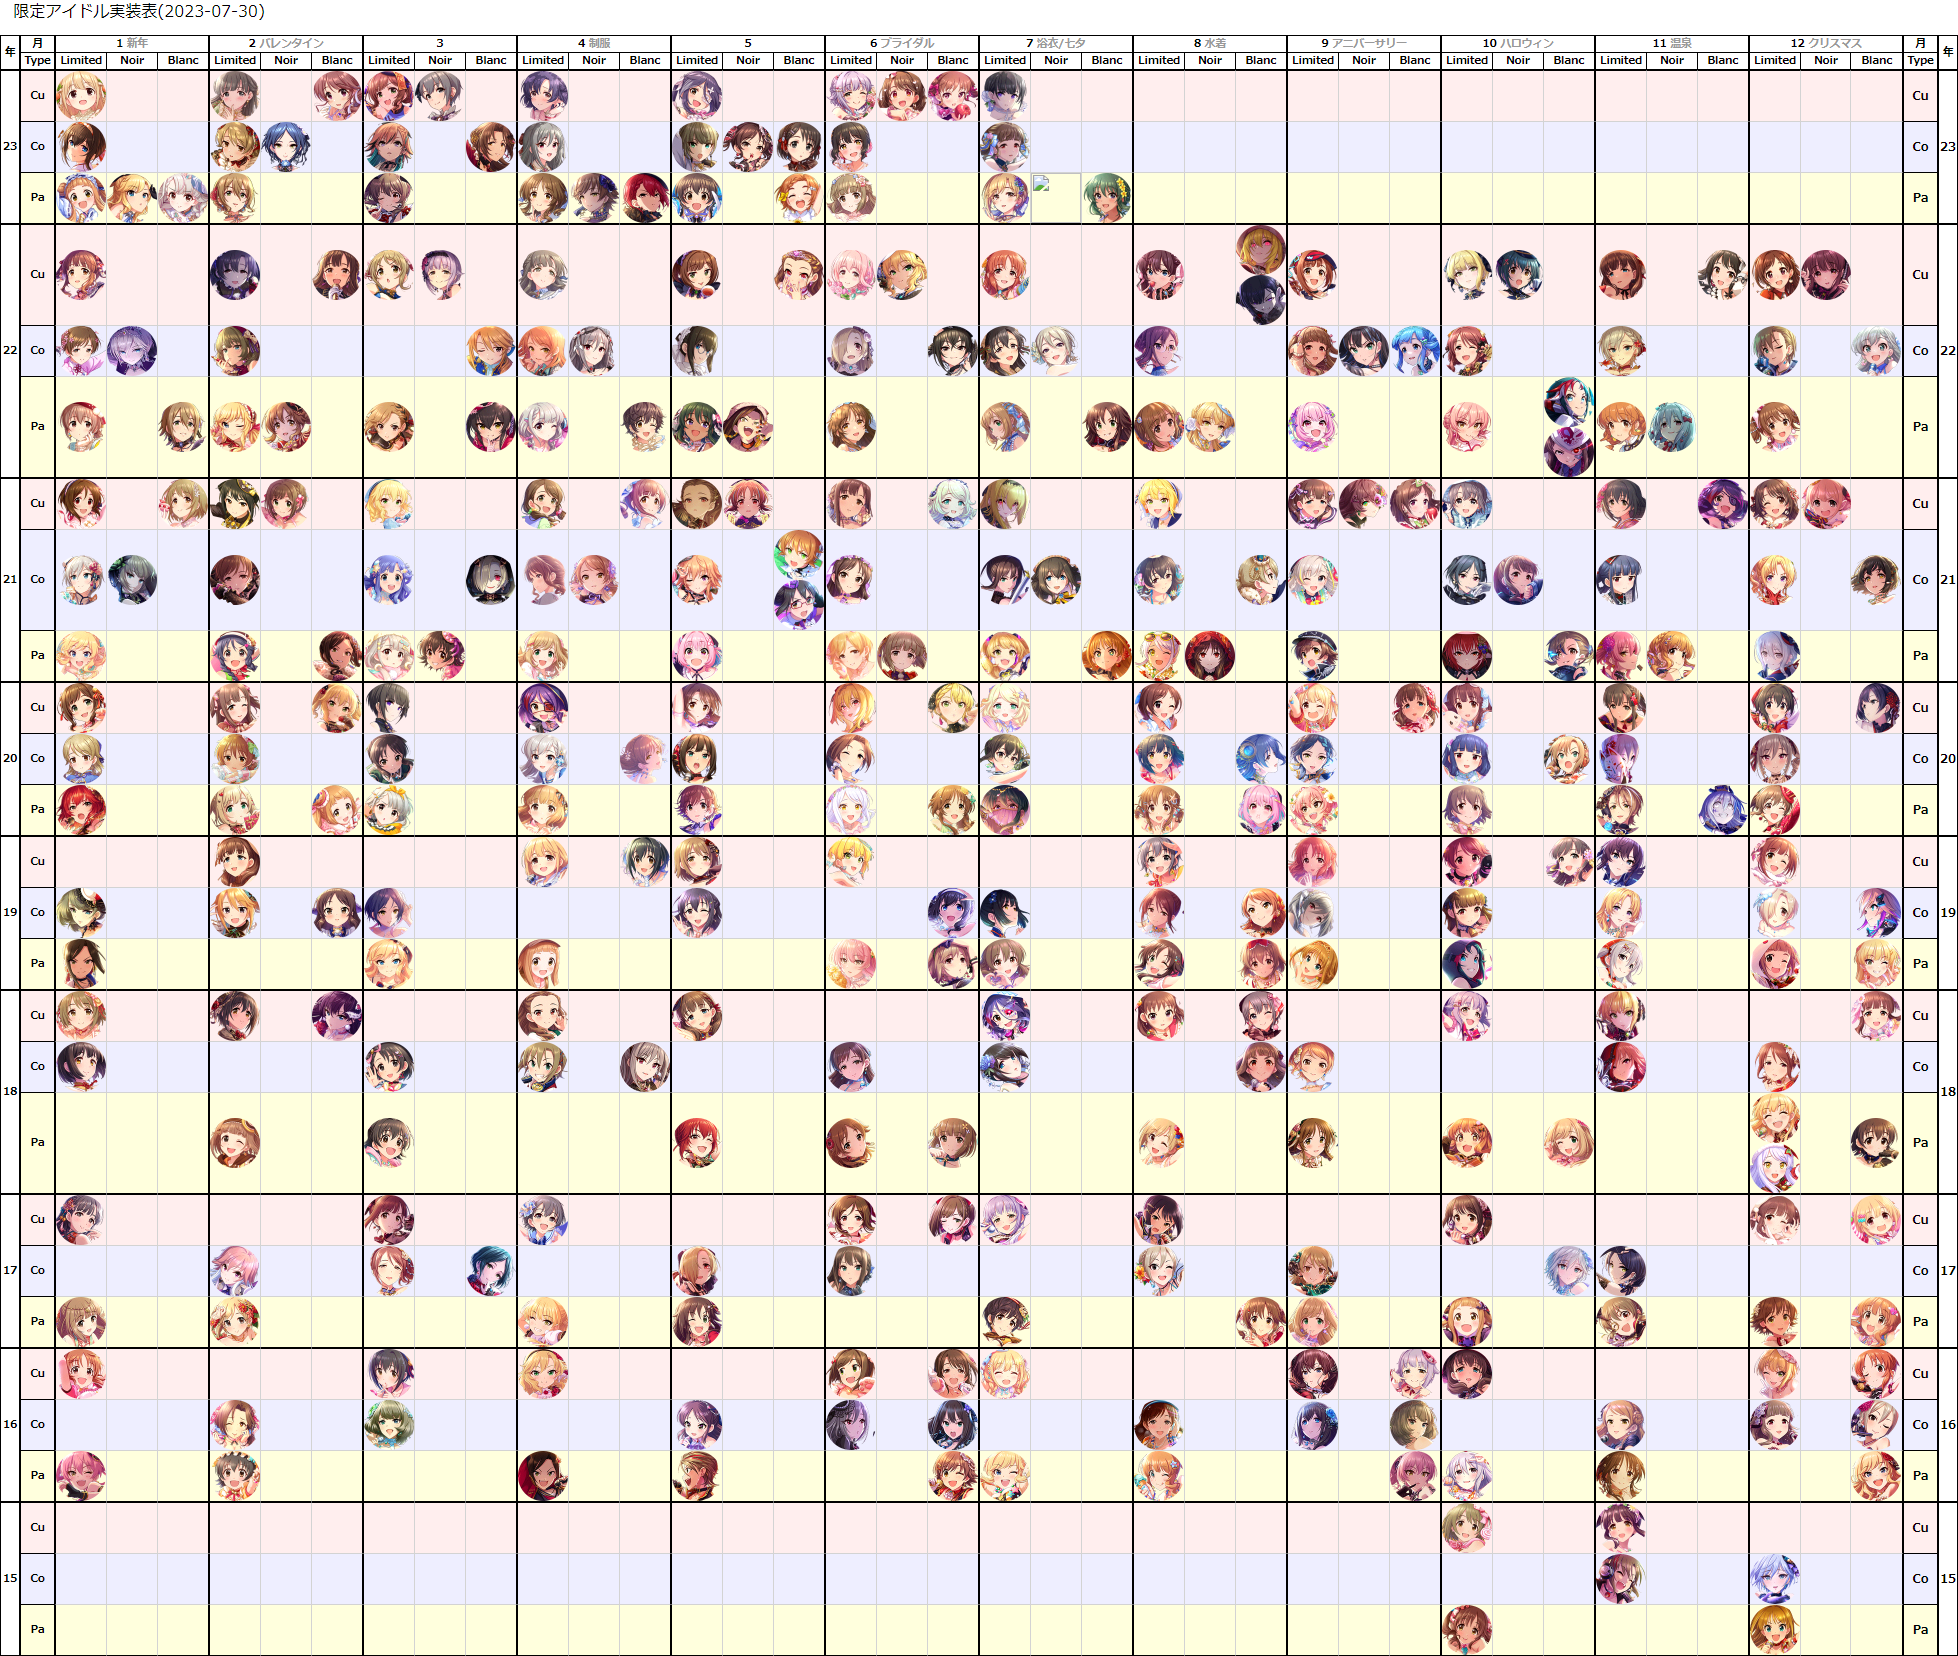 限定アイドル実装表(2023-07-30)
年 月 1 新年 2 バレンタイン 3 4 制服 5 6 ブライダル 7 浴衣/七夕 8 水着 9 アニバーサリー 10 ハロウィン 11 温泉 12 クリスマス 月 年
Type Limited Noir Blanc Limited Noir Blanc Limited Noir Blanc Limited Noir Blanc Limited Noir Blanc Limited Noir Blanc Limited Noir Blanc Limited Noir Blanc Limited Noir Blanc Limited Noir Blanc Limited Noir Blanc Limited Noir Blanc Type
Cu Cu
23 Co Co 23
Pa Pa
Cu Cu
22 Co Co 22
Pa Pa
Cu Cu
21 Co Co 21
Pa Pa
Cu Cu
20 Co Co 20
Pa Pa
Cu Cu
19 Co Co 19
Pa Pa
Cu Cu
Co Co
18 18
Pa Pa
Cu Cu
17 Co Co 17
Pa Pa
Cu Cu
16 Co Co 16
Pa Pa
Cu Cu
15 Co Co 15
Pa Pa